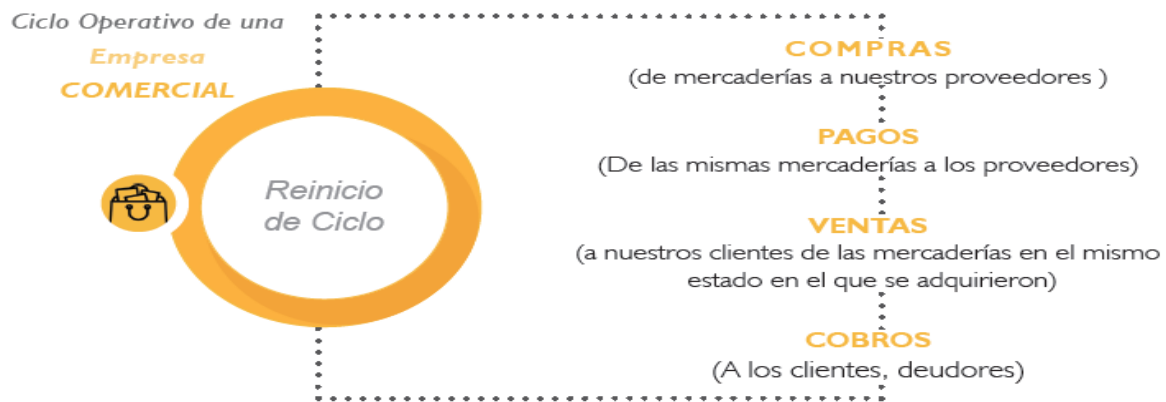 Ciclo Operativo de una
Empresa
COMERCIAL
Reinicio
de Ciclo
COMPRAS
(de mercaderías a nuestros proveedores )
PAGOS
(De las mismas mercaderías a los proveedores)
VENTAS
(a nuestros clientes de las mercaderías en el mismo
estado en el que se adquirieron)
COBROS
(A los clientes, deudores)